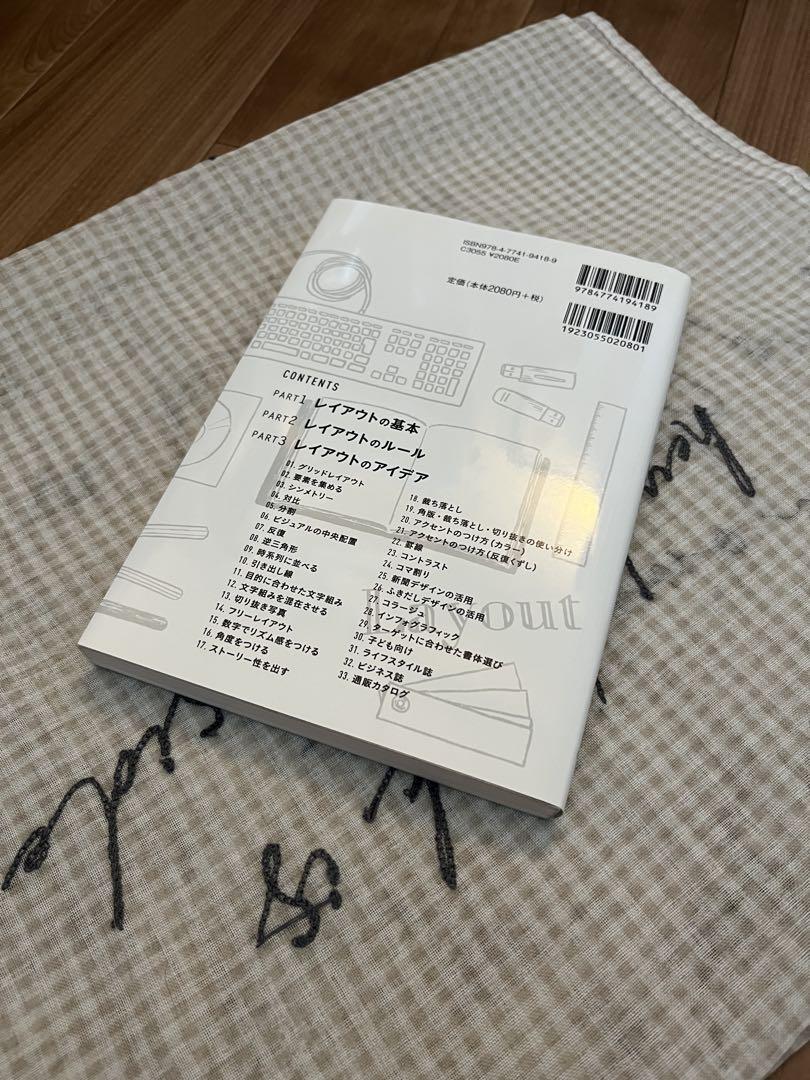 ISBN978-4-7741-9418-9
C3055 ¥2080E
定価(本体2080円+税)
9784774194189
1923055020801
CONTENTS
PART1 レイアウトの基本
PART2 レイアウトのルール
PART3 レイアウトのアイデア
01. グリッドレイアウト
02. 要素を集める
03. シンメトリー
04. 対比
05. 分割
06. ビジュアルの中央配置
07. 反復
08. 逆三角形
09. 時系列に並べる
10. 引き出し線
11. 目的に合わせた文字組み
12. 文字組みを混在させる
13. 切り抜き写真
14. フリーレイアウト
15. 数字でリズム感をつける
16. 角度をつける
17. ストーリー性を出す
18. 裁ち落とし
19. 角版・裁ち落とし・切り抜きの使い分け
20. アクセントのつけ方(カラー)
21. アクセントのつけ方(反復くずし)
22. 罫線
23. コントラスト
24. コマ割り
25. 新聞デザインの活用
26. ふきだしデザインの活用
27. コラージュ
28. インフォグラフィック
29. ターゲットに合わせた書体選び
30. 子ども向け
31. ライフスタイル誌
32. ビジネス誌
33. 通販カタログ
Layout